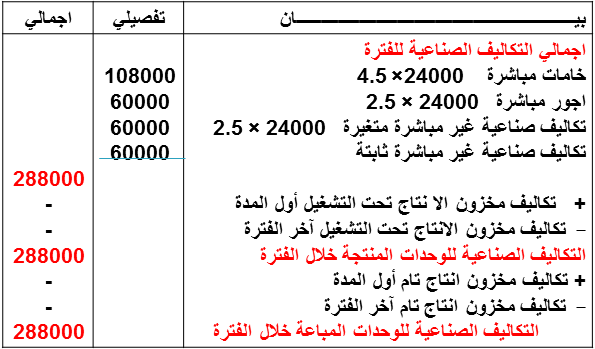 بيــــــــان تفصيلي اجمالي
اجمالي التكاليف الصناعية للفترة
خامات مباشرة 24000× 4.5 108000
اجور مباشرة 24000 × 2.5 60000
تكاليف صناعية غير مباشرة متغيرة 24000 × 2.5 60000
تكاليف صناعية غير مباشرة ثابتة 60000
288000
+ تكاليف مخزون الا نتاج تحت التشغيل أول المدة -
– تكاليف مخزون الانتاج تحت التشغيل آخر الفترة -
التكاليف الصناعية للوحدات المنتجة خلال الفترة 288000
+ تكاليف مخزون انتاج تام أول المدة -
– تكاليف مخزون انتاج تام آخر الفترة -
التكاليف الصناعية للوحدات المباعة خلال الفترة 288000